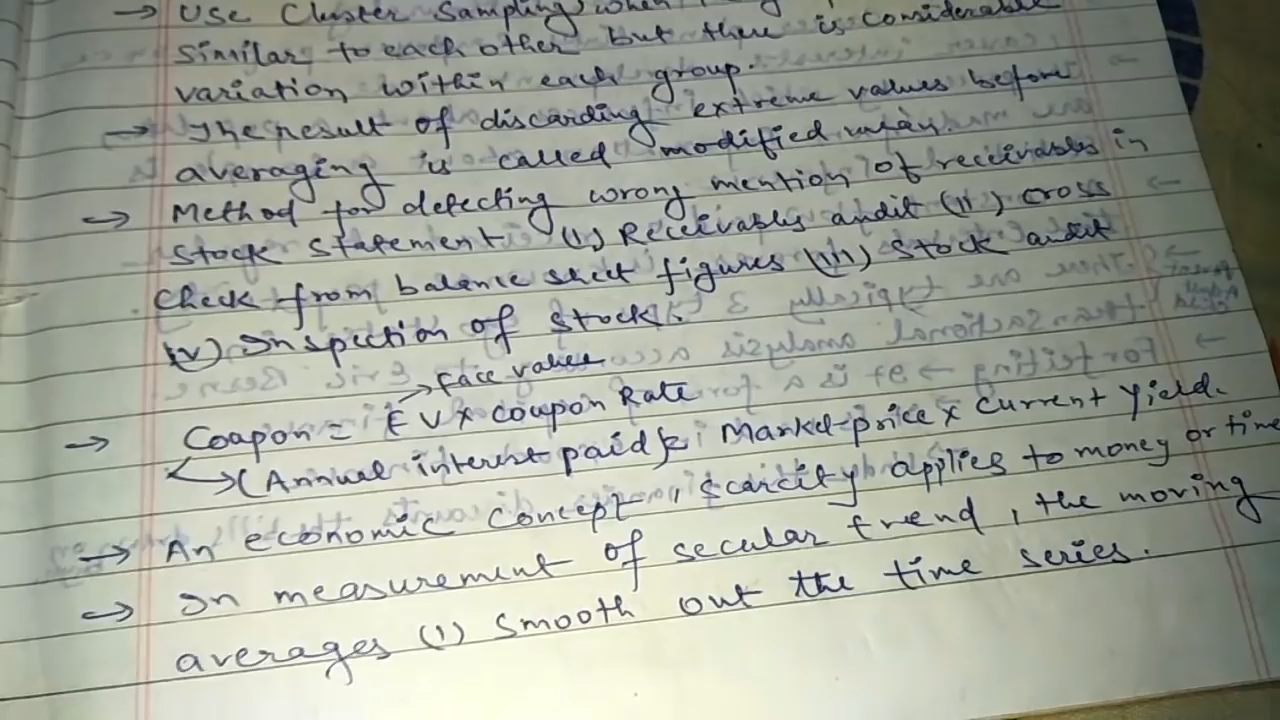 → Use Cluster Sampling when
similar to each other but there is considerable
variation within each group.
→ The result of discarding extreme values before
averaging is called modified mean.
→ Method for detecting wrong mention of receivables in
stock statement (i) Receivables audit (ii) cross
check from balance sheet figures (iii) Stock audit
(iv) Inspection of stock.
→ Face value
→ Coapon = FV x coupon Rate
→ (Annual interest paid) Market price x Current Yield.
→ An economic concept, scarcity applies to money or time
→ In measurement of secular trend, the moving
averages (i) smooth out the time series.